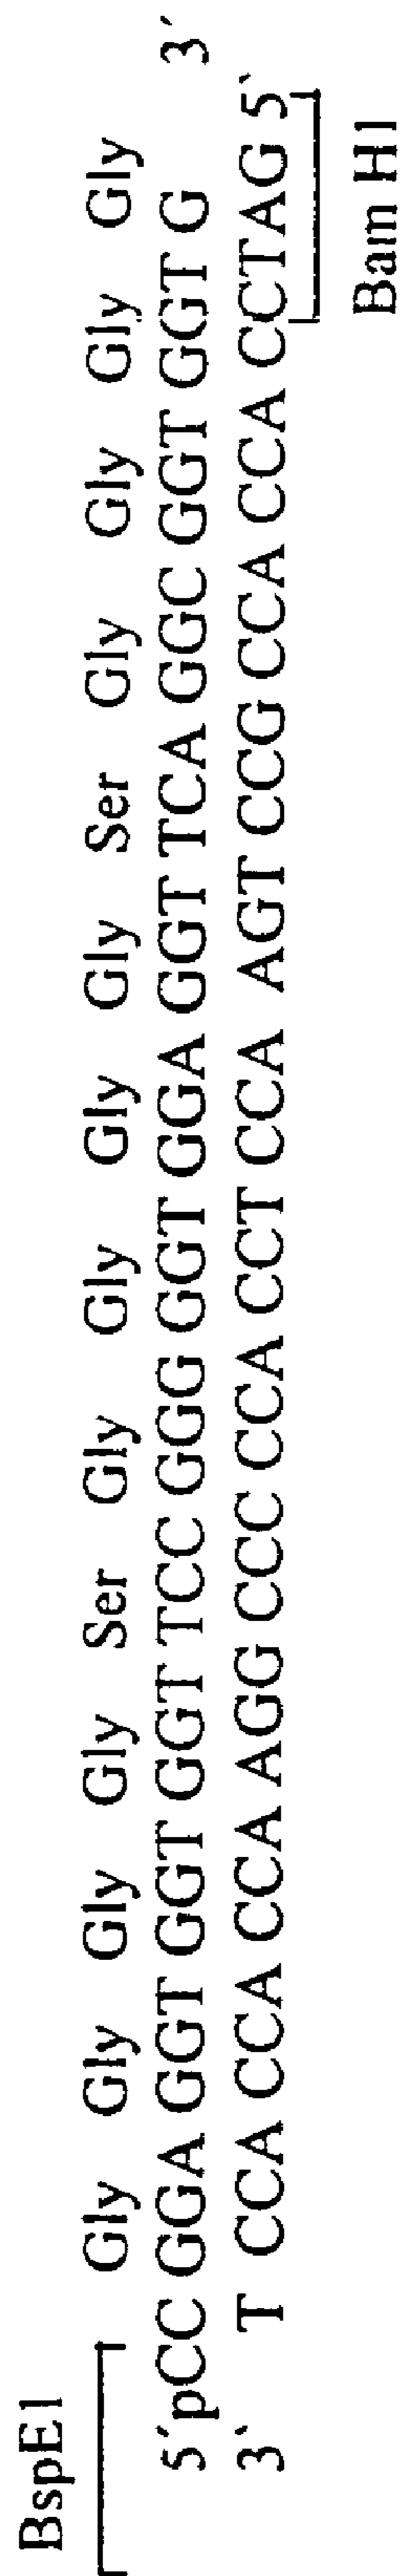 BspE1
Gly Gly Gly Gly Ser Gly Gly Gly Gly Ser Gly Gly Gly Gly
5´pCC GGA GGT GGT GGT TCC GGG GGT GGA GGT TCA GGC GGT GGT G 3´
3` T CCA CCA CCA AGG CCC CCA CCT CCA AGT CCG CCA CCA CCTAG 5`
Bam H1